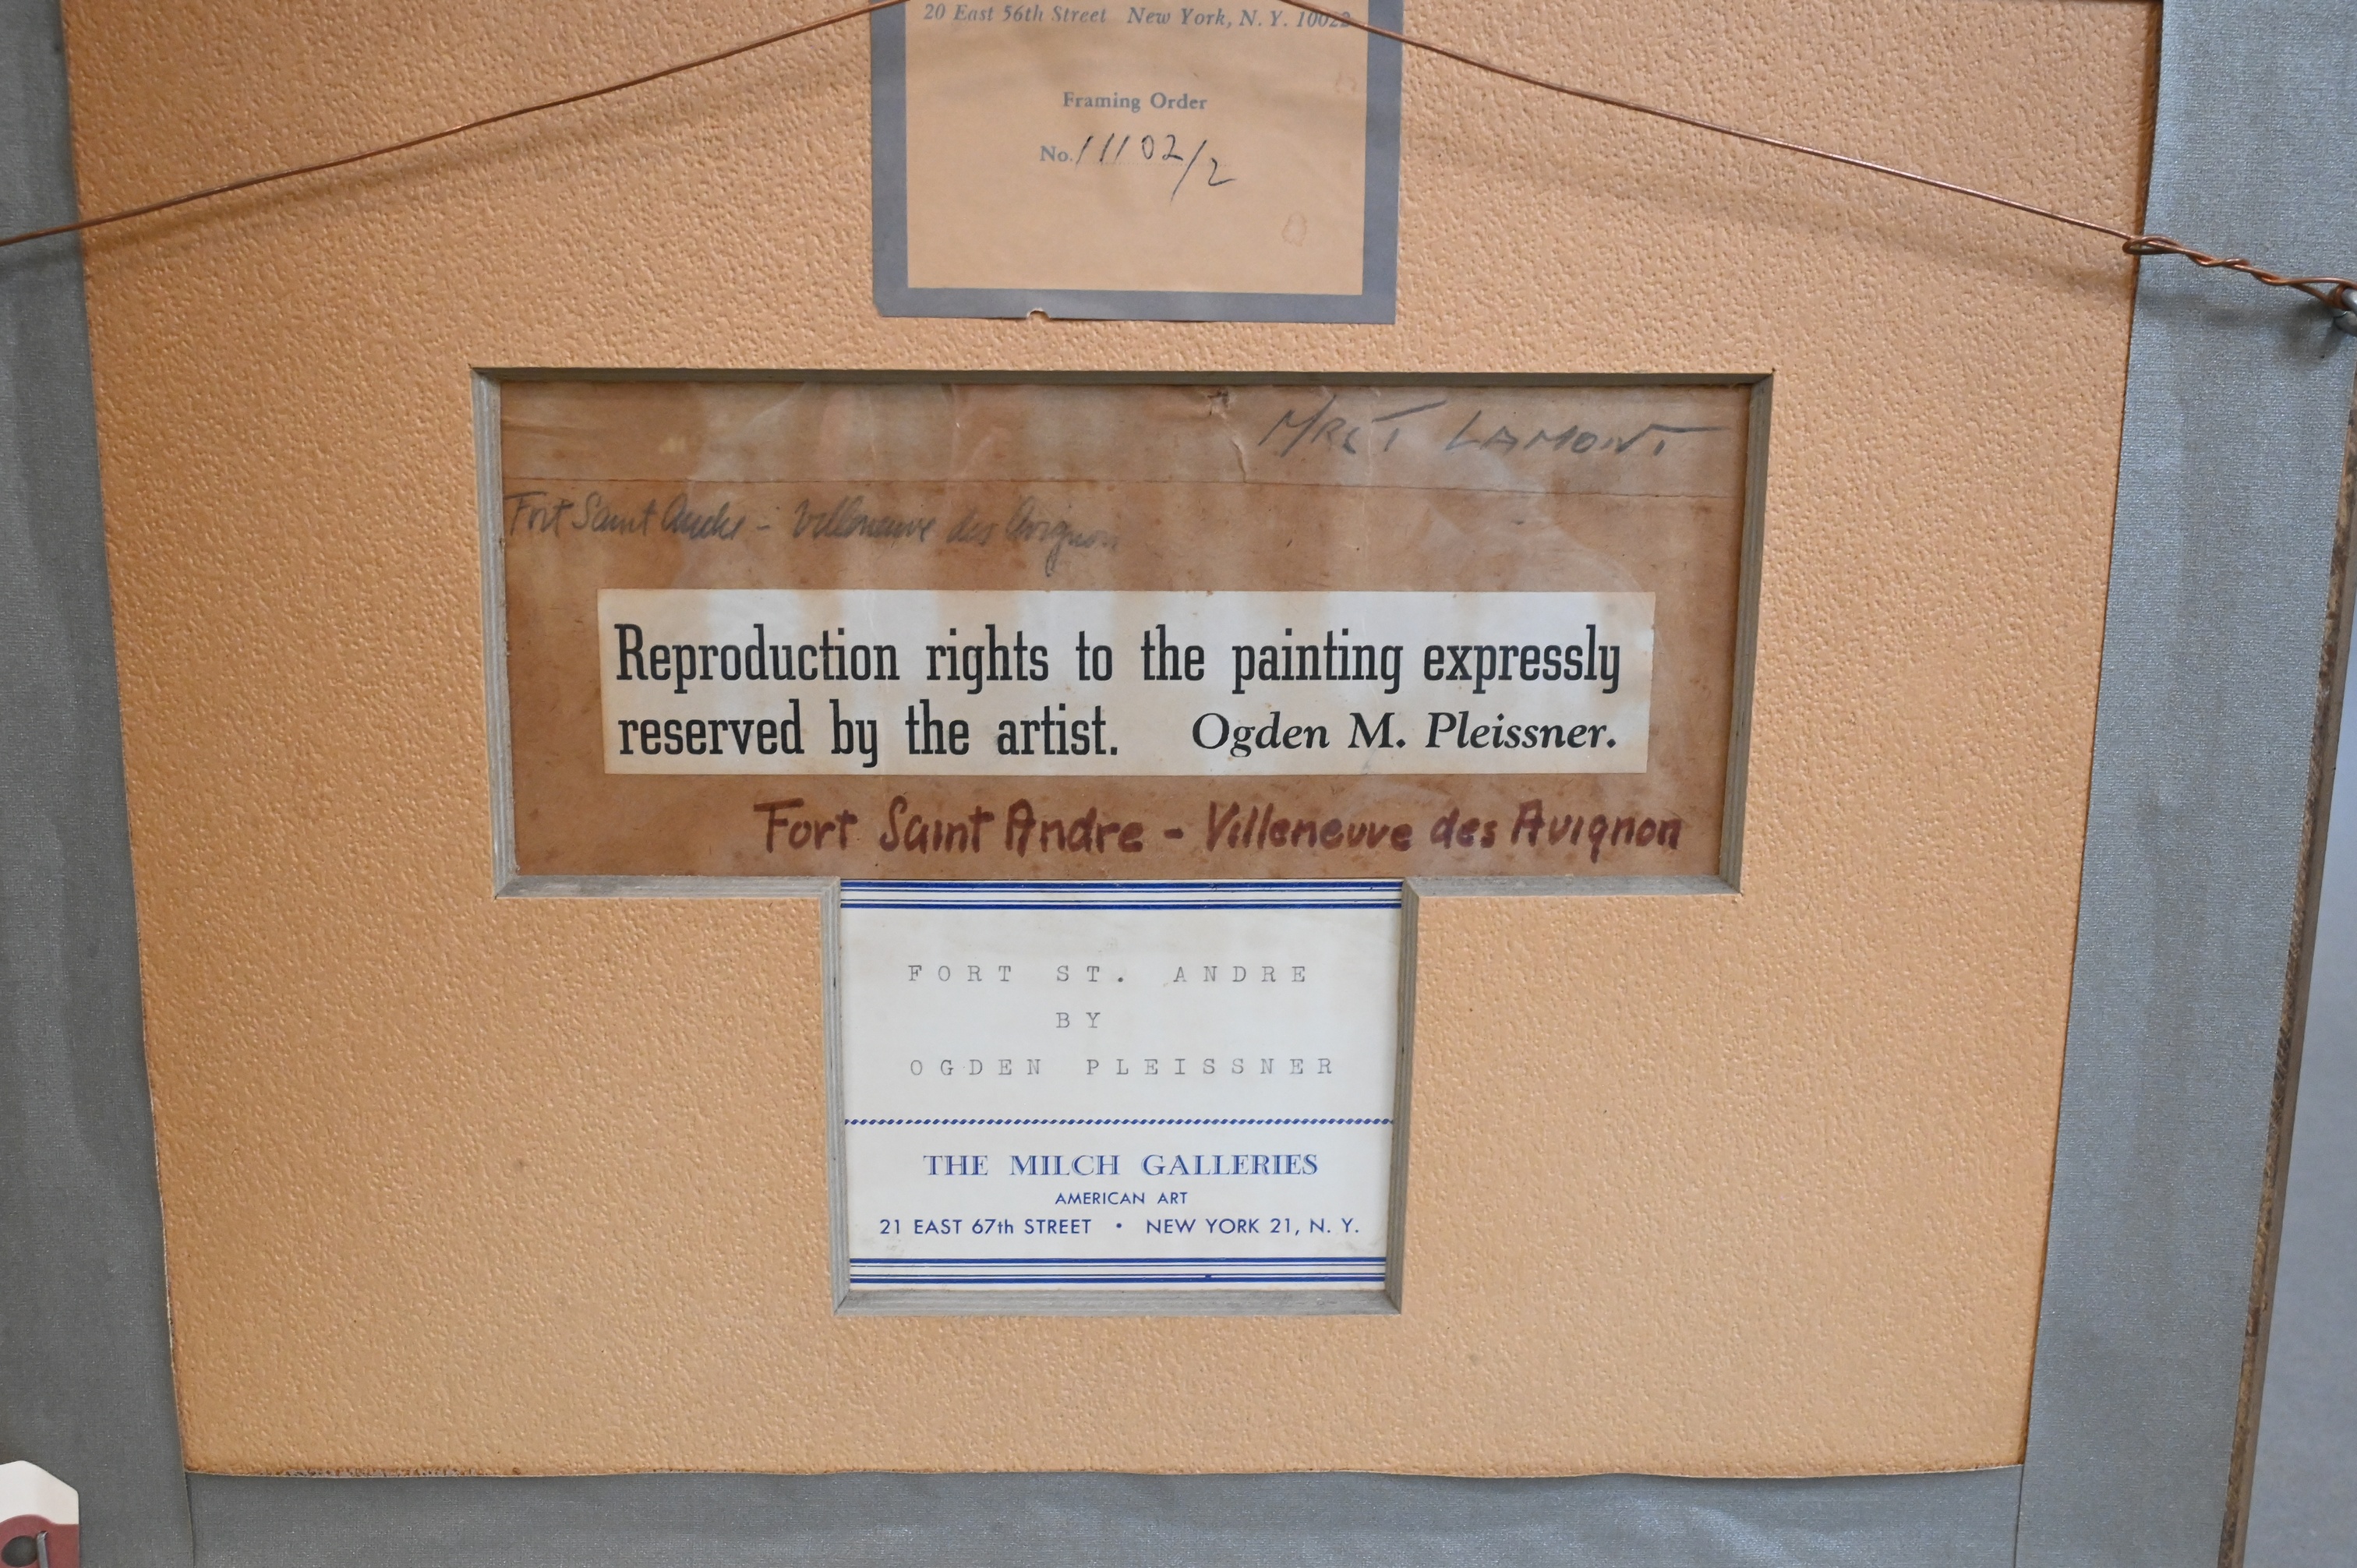 20 East 56th Street New York, N. Y. 10022
Framing Order
No. 11102/2
LAMONT
Fort Saint Andre - Villeneuve des Avignon
Reproduction rights to the painting expressly
reserved by the artist. Ogden M. Pleissner.
Fort Saint Andre - Villeneuve des Avignon
FORT ST. ANDRE
BY
OGDEN PLEISSNER
THE MILCH GALLERIES
AMERICAN ART
21 EAST 67th STREET • NEW YORK 21, N. Y.